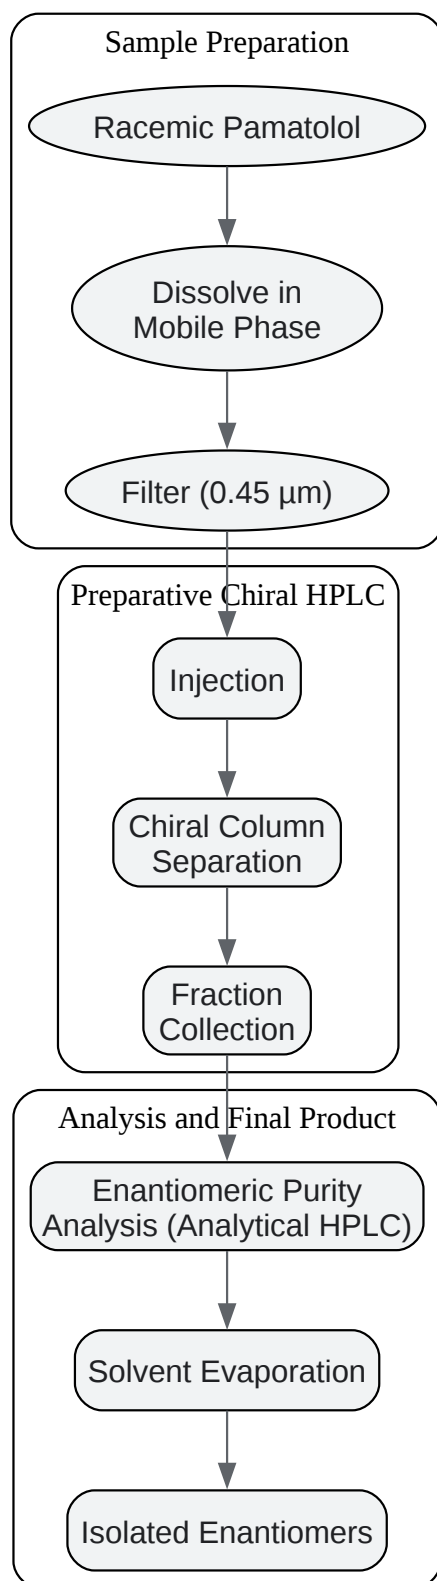 Sample Preparation
Racemic Pamatolol
Dissolve in
Mobile Phase
Filter (0.45 µm)
Preparative Chiral HPLC
Injection
Chiral Column
Separation
Fraction
Collection
Analysis and Final Product
Enantiomeric Purity
Analysis (Analytical HPLC)
Solvent Evaporation
Isolated Enantiomers